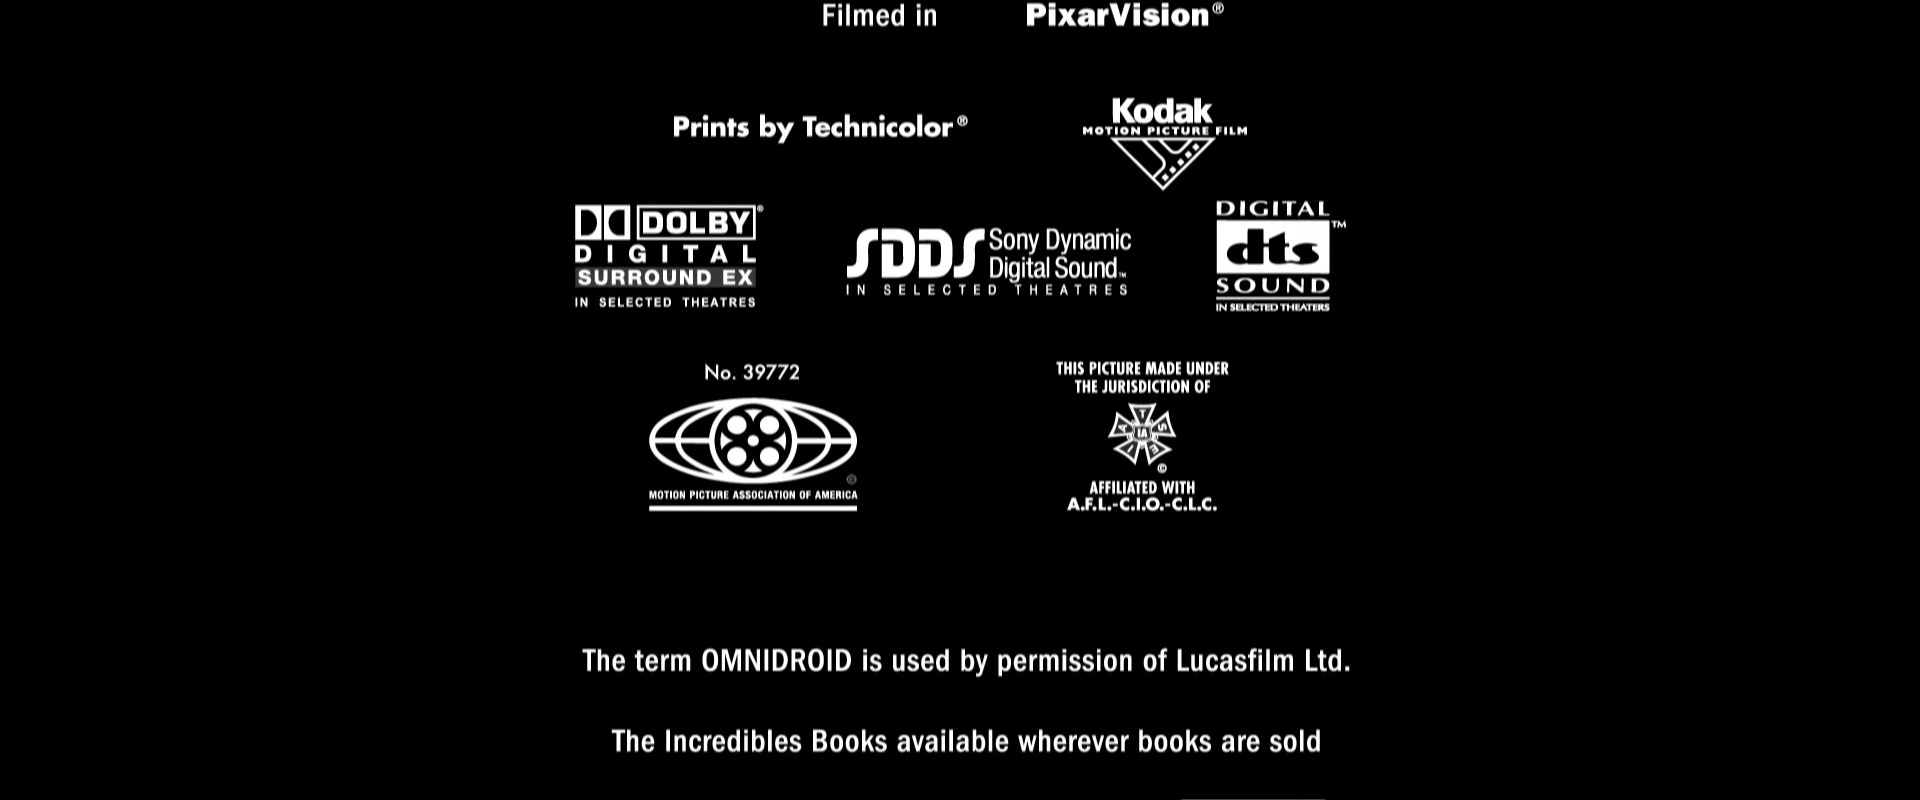 Filmed in PixarVision®
Prints by Technicolor®
Kodak
MOTION PICTURE FILM
DOLBY®
DIGITAL
SURROUND EX
IN SELECTED THEATRES
SDDS Sony Dynamic
Digital Sound™
IN SELECTED THEATRES
DIGITAL
dts™
SOUND
IN SELECTED THEATERS
No. 39772
©
MOTION PICTURE ASSOCIATION OF AMERICA
THIS PICTURE MADE UNDER
THE JURISDICTION OF
IATSE
IA
©
AFFILIATED WITH
A.F.L.-C.I.O.-C.L.C.
The term OMNIDROID is used by permission of Lucasfilm Ltd.
The Incredibles Books available wherever books are sold